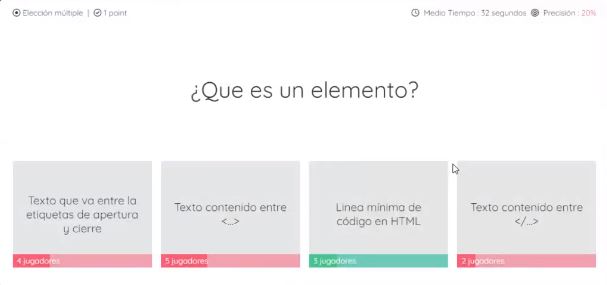 Elección múltiple | 1 point
Medio Tiempo : 32 segundos Precisión : 20%
¿Que es un elemento?
Texto que va entre la
etiquetas de apertura
y cierre
4 jugadores
Texto contenido entre
<...>
5 jugadores
Linea mínima de
código en HTML
3 jugadores
Texto contenido entre
</...>
2 jugadores